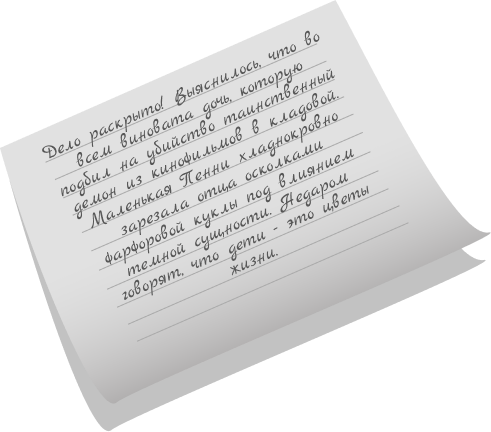 Дело раскрыто! Выяснилось, что во
всем виновата дочь, которую
подбил на убийство таинственный
демон из кинофильмов в кладовой.
Маленькая Пенни хладнокровно
зарезала отца осколками
фарфоровой куклы под влиянием
темной сущности. Недаром
говорят, что дети - это цветы
жизни.